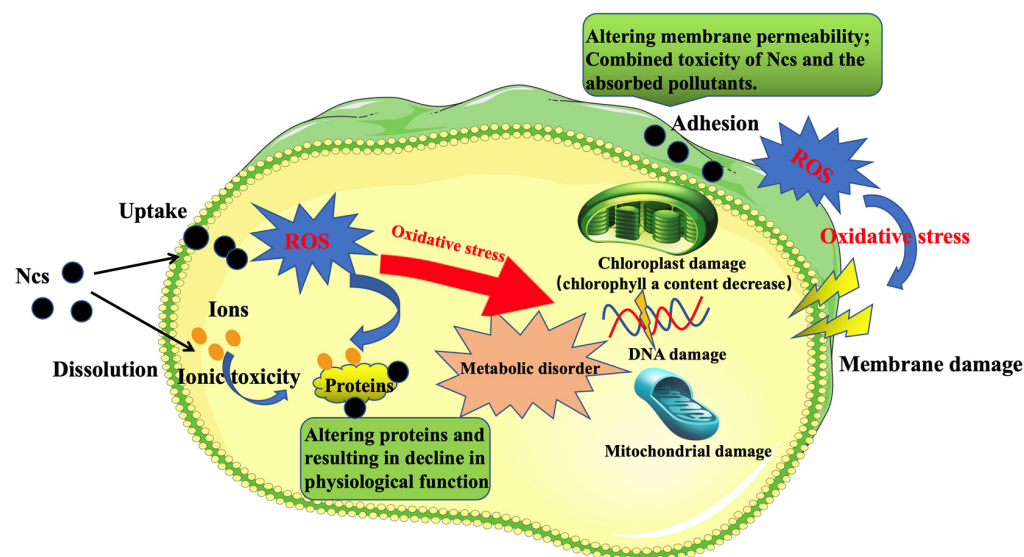 Altering membrane permeability;
Combined toxicity of Ncs and the
absorbed pollutants.
Adhesion
ROS
Uptake
ROS
Oxidative stress
Oxidative stress
Ncs
Chloroplast damage
(chlorophyll a content decrease)
Ions
DNA damage
Dissolution
Ionic toxicity
Proteins
Metabolic disorder
Membrane damage
Altering proteins and
resulting in decline in
physiological function
Mitochondrial damage